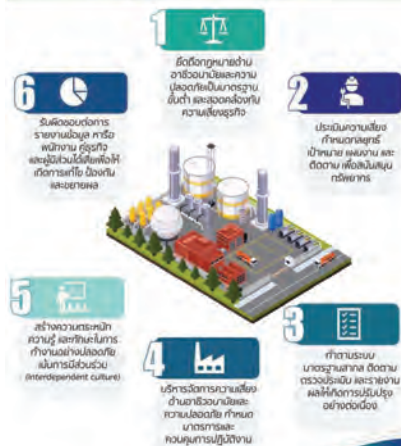 1
ยึดถือกฎหมายด้าน
อาชีวอนามัยและความ
ปลอดภัยเป็นมาตรฐาน
ขั้นต่ำ และสอดคล้องกับ
ความเสี่ยงธุรกิจ
2
ประเมินความเสี่ยง
กำหนดกลยุทธ์
เป้าหมาย แผนงาน และ
ติดตาม เพื่อสนับสนุน
ทรัพยากร
3
ทำตามระบบ
มาตรฐานสากล ติดตาม
ตรวจประเมิน และรายงาน
ผลให้เกิดการปรับปรุง
อย่างต่อเนื่อง
4
บริหารจัดการความเสี่ยง
ด้านอาชีวอนามัยและ
ความปลอดภัย กำหนด
มาตรการและ
ควบคุมการปฏิบัติงาน
5
สร้างความตระหนัก
ความรู้ และทักษะในการ
ทำงานอย่างปลอดภัย
เน้นการมีส่วนร่วม
(Interdependent culture)
6
รับผิดชอบต่อการ
รายงานข้อมูล หารือ
พนักงาน คู่ธุรกิจ
และผู้มีส่วนได้เสียเพื่อให้
เกิดการแก้ไข ป้องกัน
และขยายผล